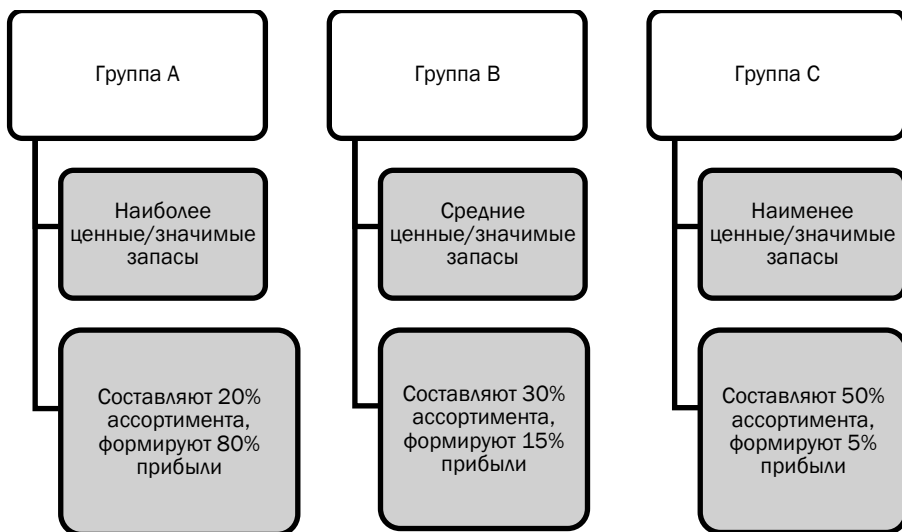 Группа А
Группа В
Группа С
Наиболее
ценные/значимые
запасы
Средние
ценные/значимые
запасы
Наименее
ценные/значимые
запасы
Составляют 20%
ассортимента,
формируют 80%
прибыли
Составляют 30%
ассортимента,
формируют 15%
прибыли
Составляют 50%
ассортимента,
формируют 5%
прибыли